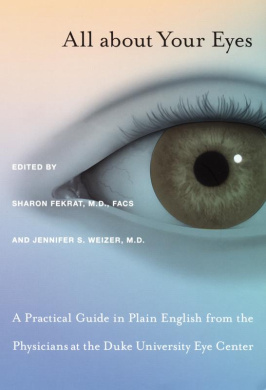 All about Your Eyes
EDITED BY
SHARON FEKRAT, M.D., FACS
AND JENNIFER S. WEIZER, M.D.
A Practical Guide in Plain English from the
Physicians at the Duke University Eye Center